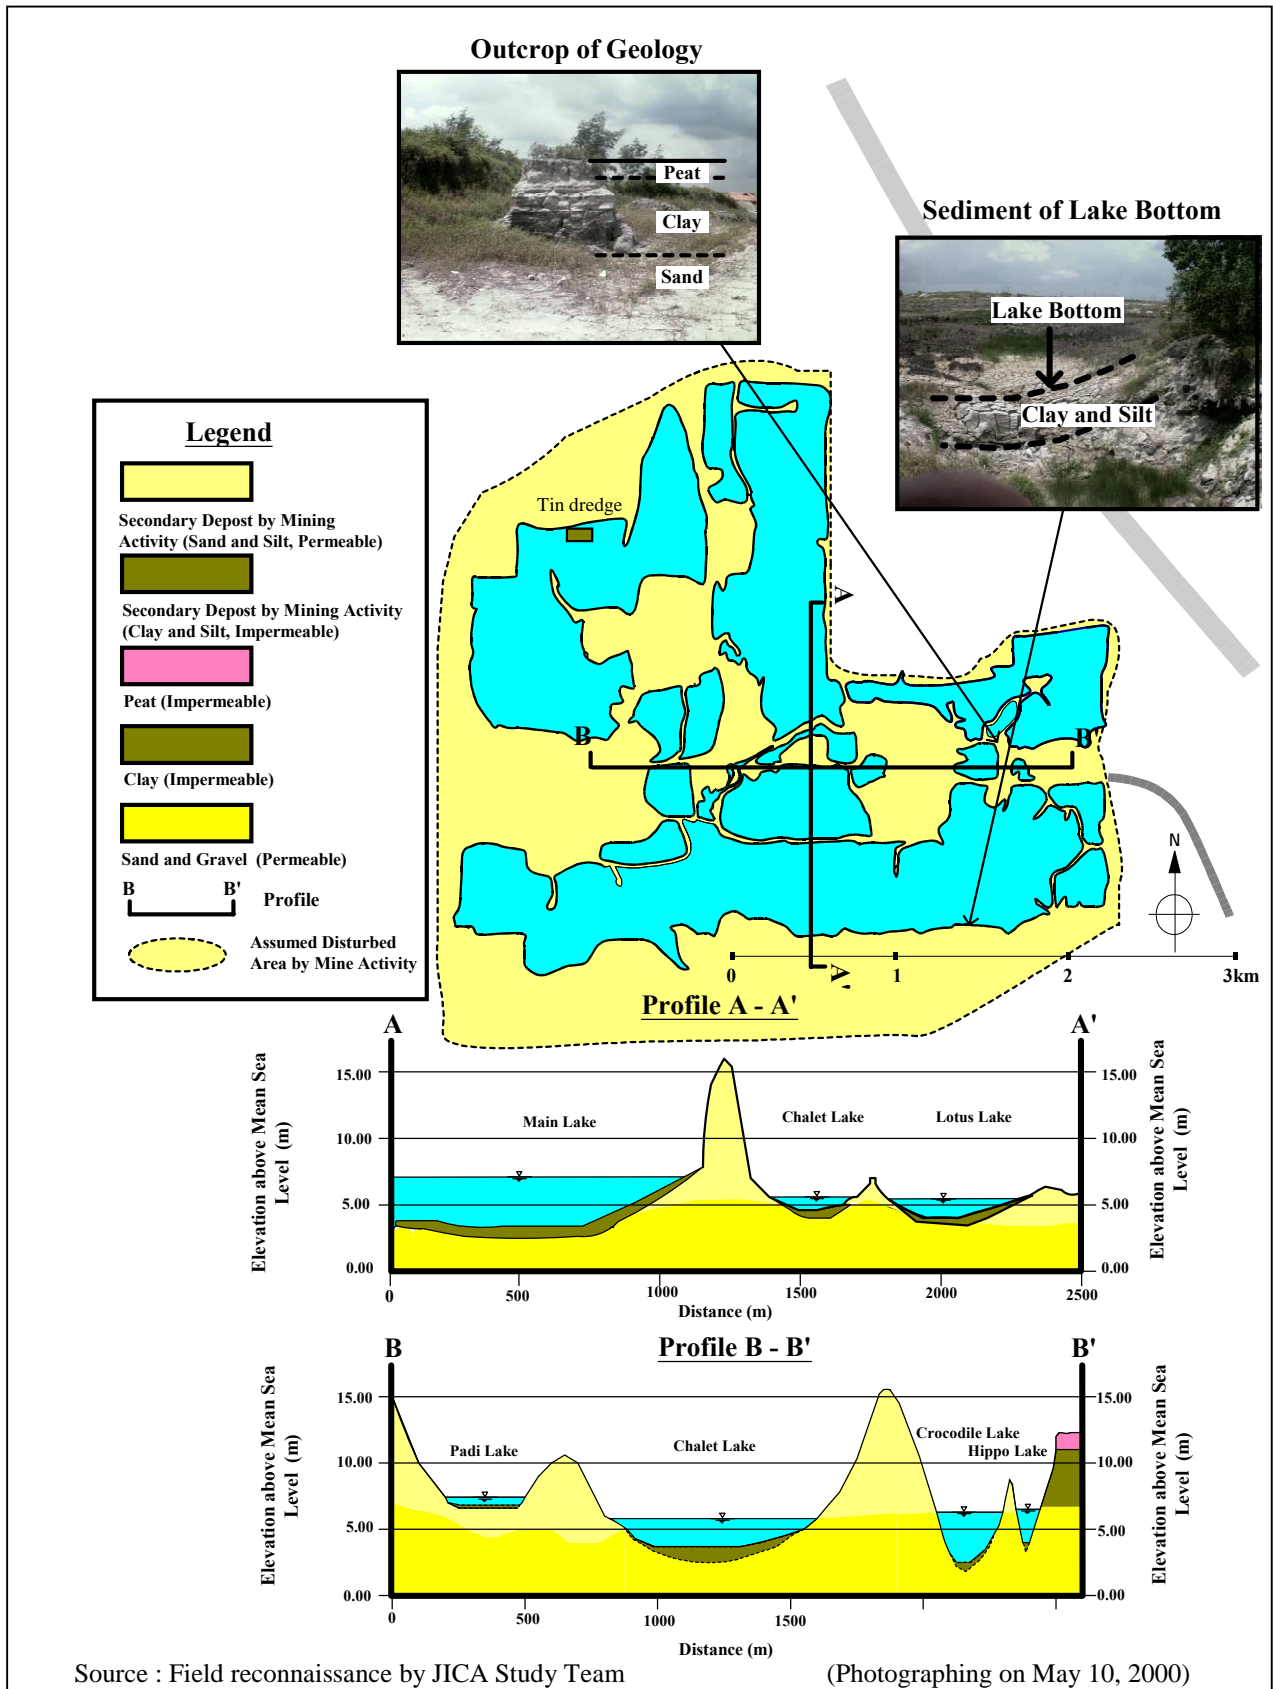 Outcrop of Geology
Peat
Clay
Sand
Sediment of Lake Bottom
Lake Bottom
Clay and Silt
Legend
Secondary Depost by Mining
Activity (Sand and Silt, Permeable)
Secondary Depost by Mining Activity
(Clay and Silt, Impermeable)
Peat (Impermeable)
Clay (Impermeable)
Sand and Gravel (Permeable)
B B'
Profile
Assumed Disturbed
Area by Mine Activity
Tin dredge
A
B
B'
A'
N
0 1 2 3km
Profile A - A'
A
A'
Elevation above Mean Sea
Level (m)
15.00
10.00
5.00
0.00
Main Lake
Chalet Lake
Lotus Lake
15.00
10.00
5.00
0.00
Elevation above Mean Sea
Level (m)
0 500 1000 1500 2000 2500
Distance (m)
Profile B - B'
B
B'
Elevation above Mean Sea
Level (m)
15.00
10.00
5.00
0.00
Padi Lake
Chalet Lake
Crocodile Lake
Hippo Lake
15.00
10.00
5.00
0.00
Elevation above Mean Sea
Level (m)
0 500 1000 1500
Distance (m)
Source : Field reconnaissance by JICA Study Team (Photographing on May 10, 2000)